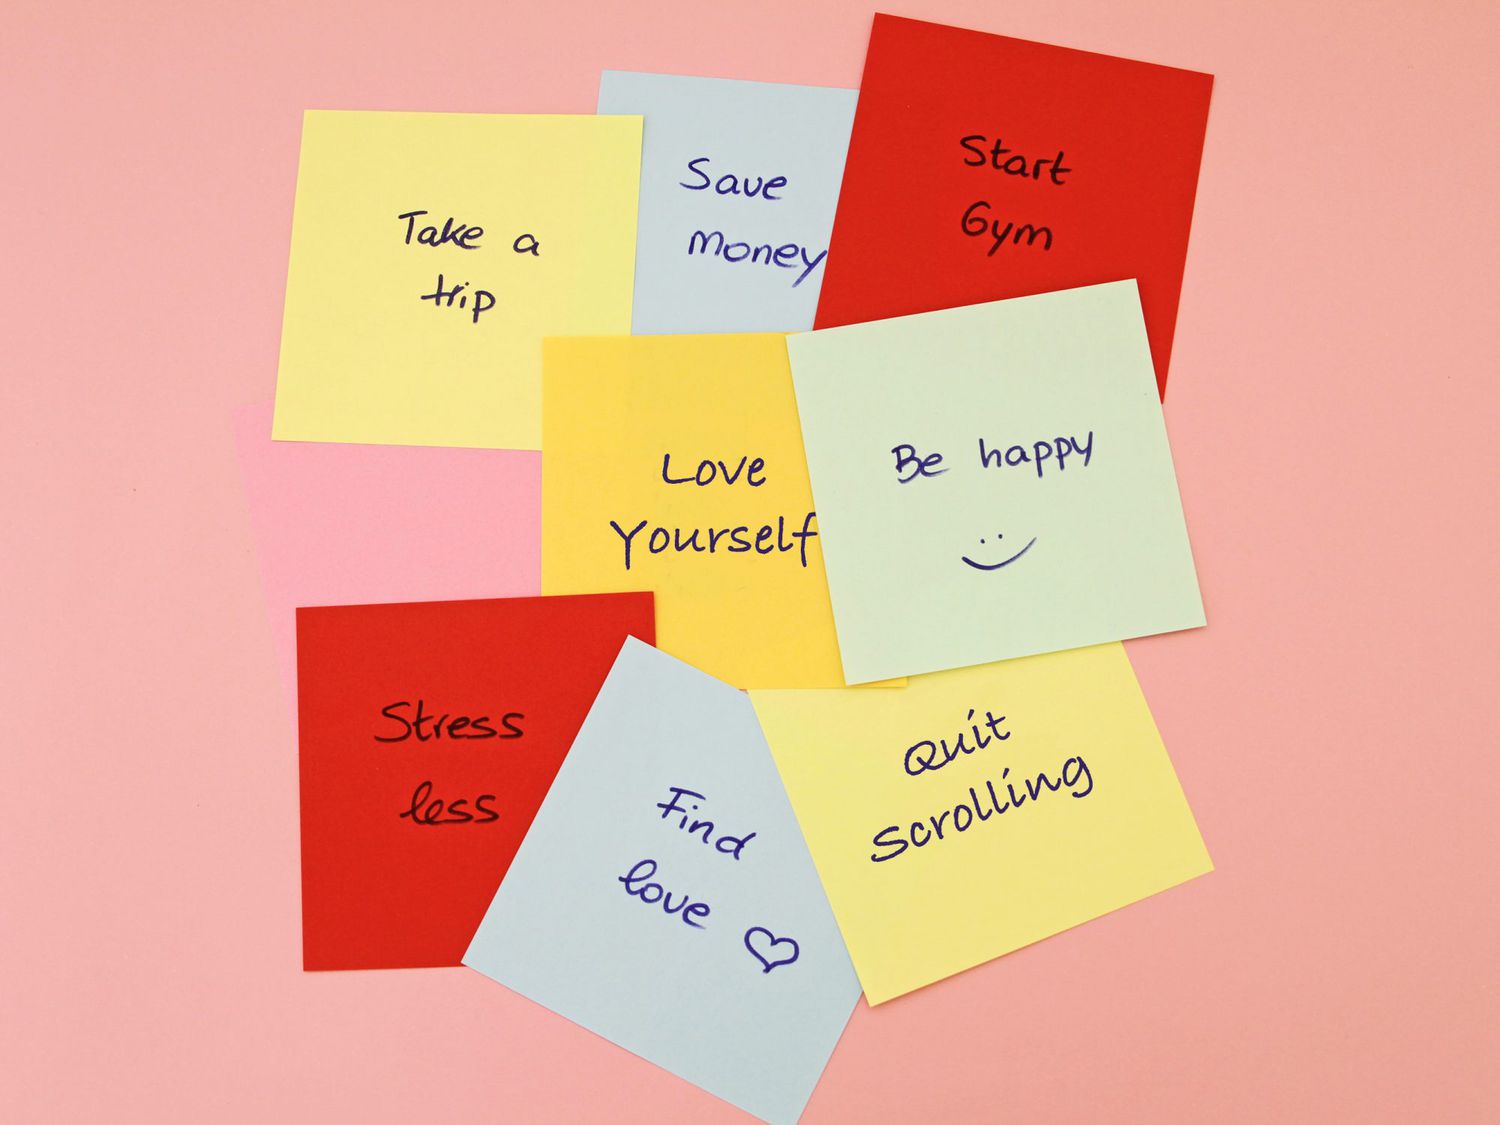 Take a
trip
Save
money
Start
Gym
Love
Yourself
Be happy
Stress
less
Find
love
Quit
scrolling